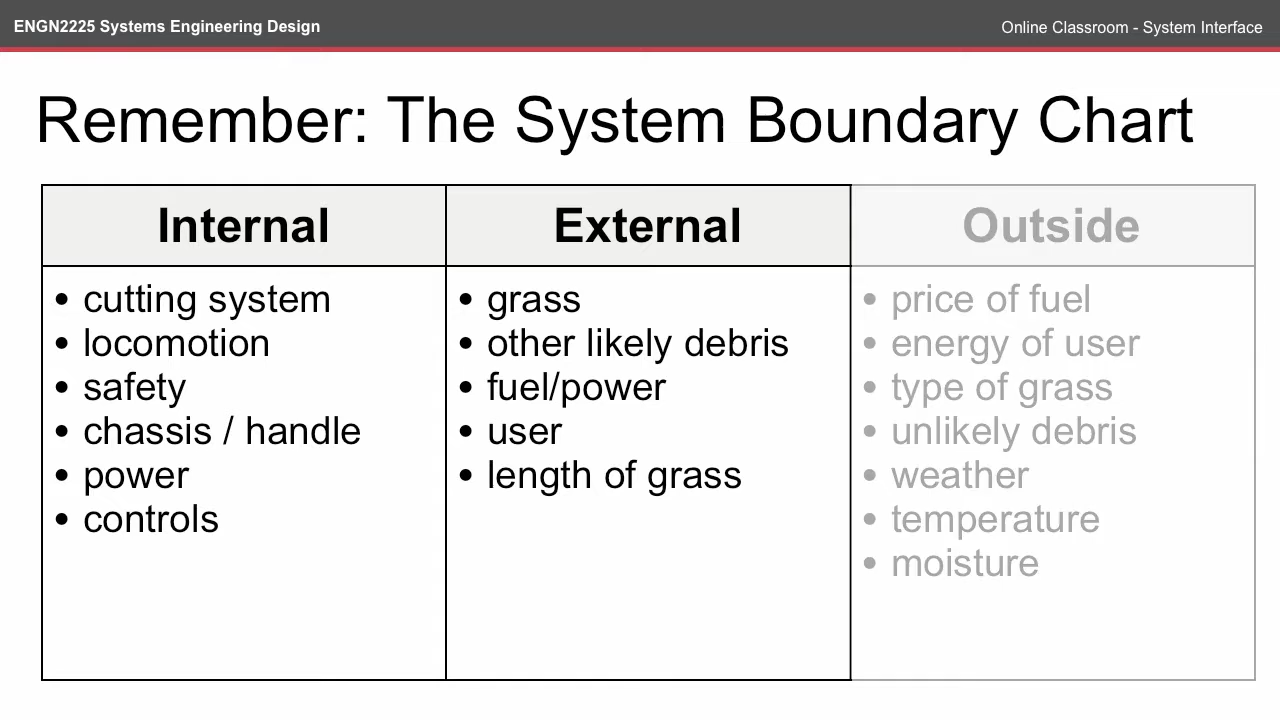 ENGN2225 Systems Engineering Design
Online Classroom - System Interface
Remember: The System Boundary Chart
Internal
• cutting system
• locomotion
• safety
• chassis / handle
• power
• controls
External
• grass
• other likely debris
• fuel/power
• user
• length of grass
Outside
• price of fuel
• energy of user
• type of grass
• unlikely debris
• weather
• temperature
• moisture